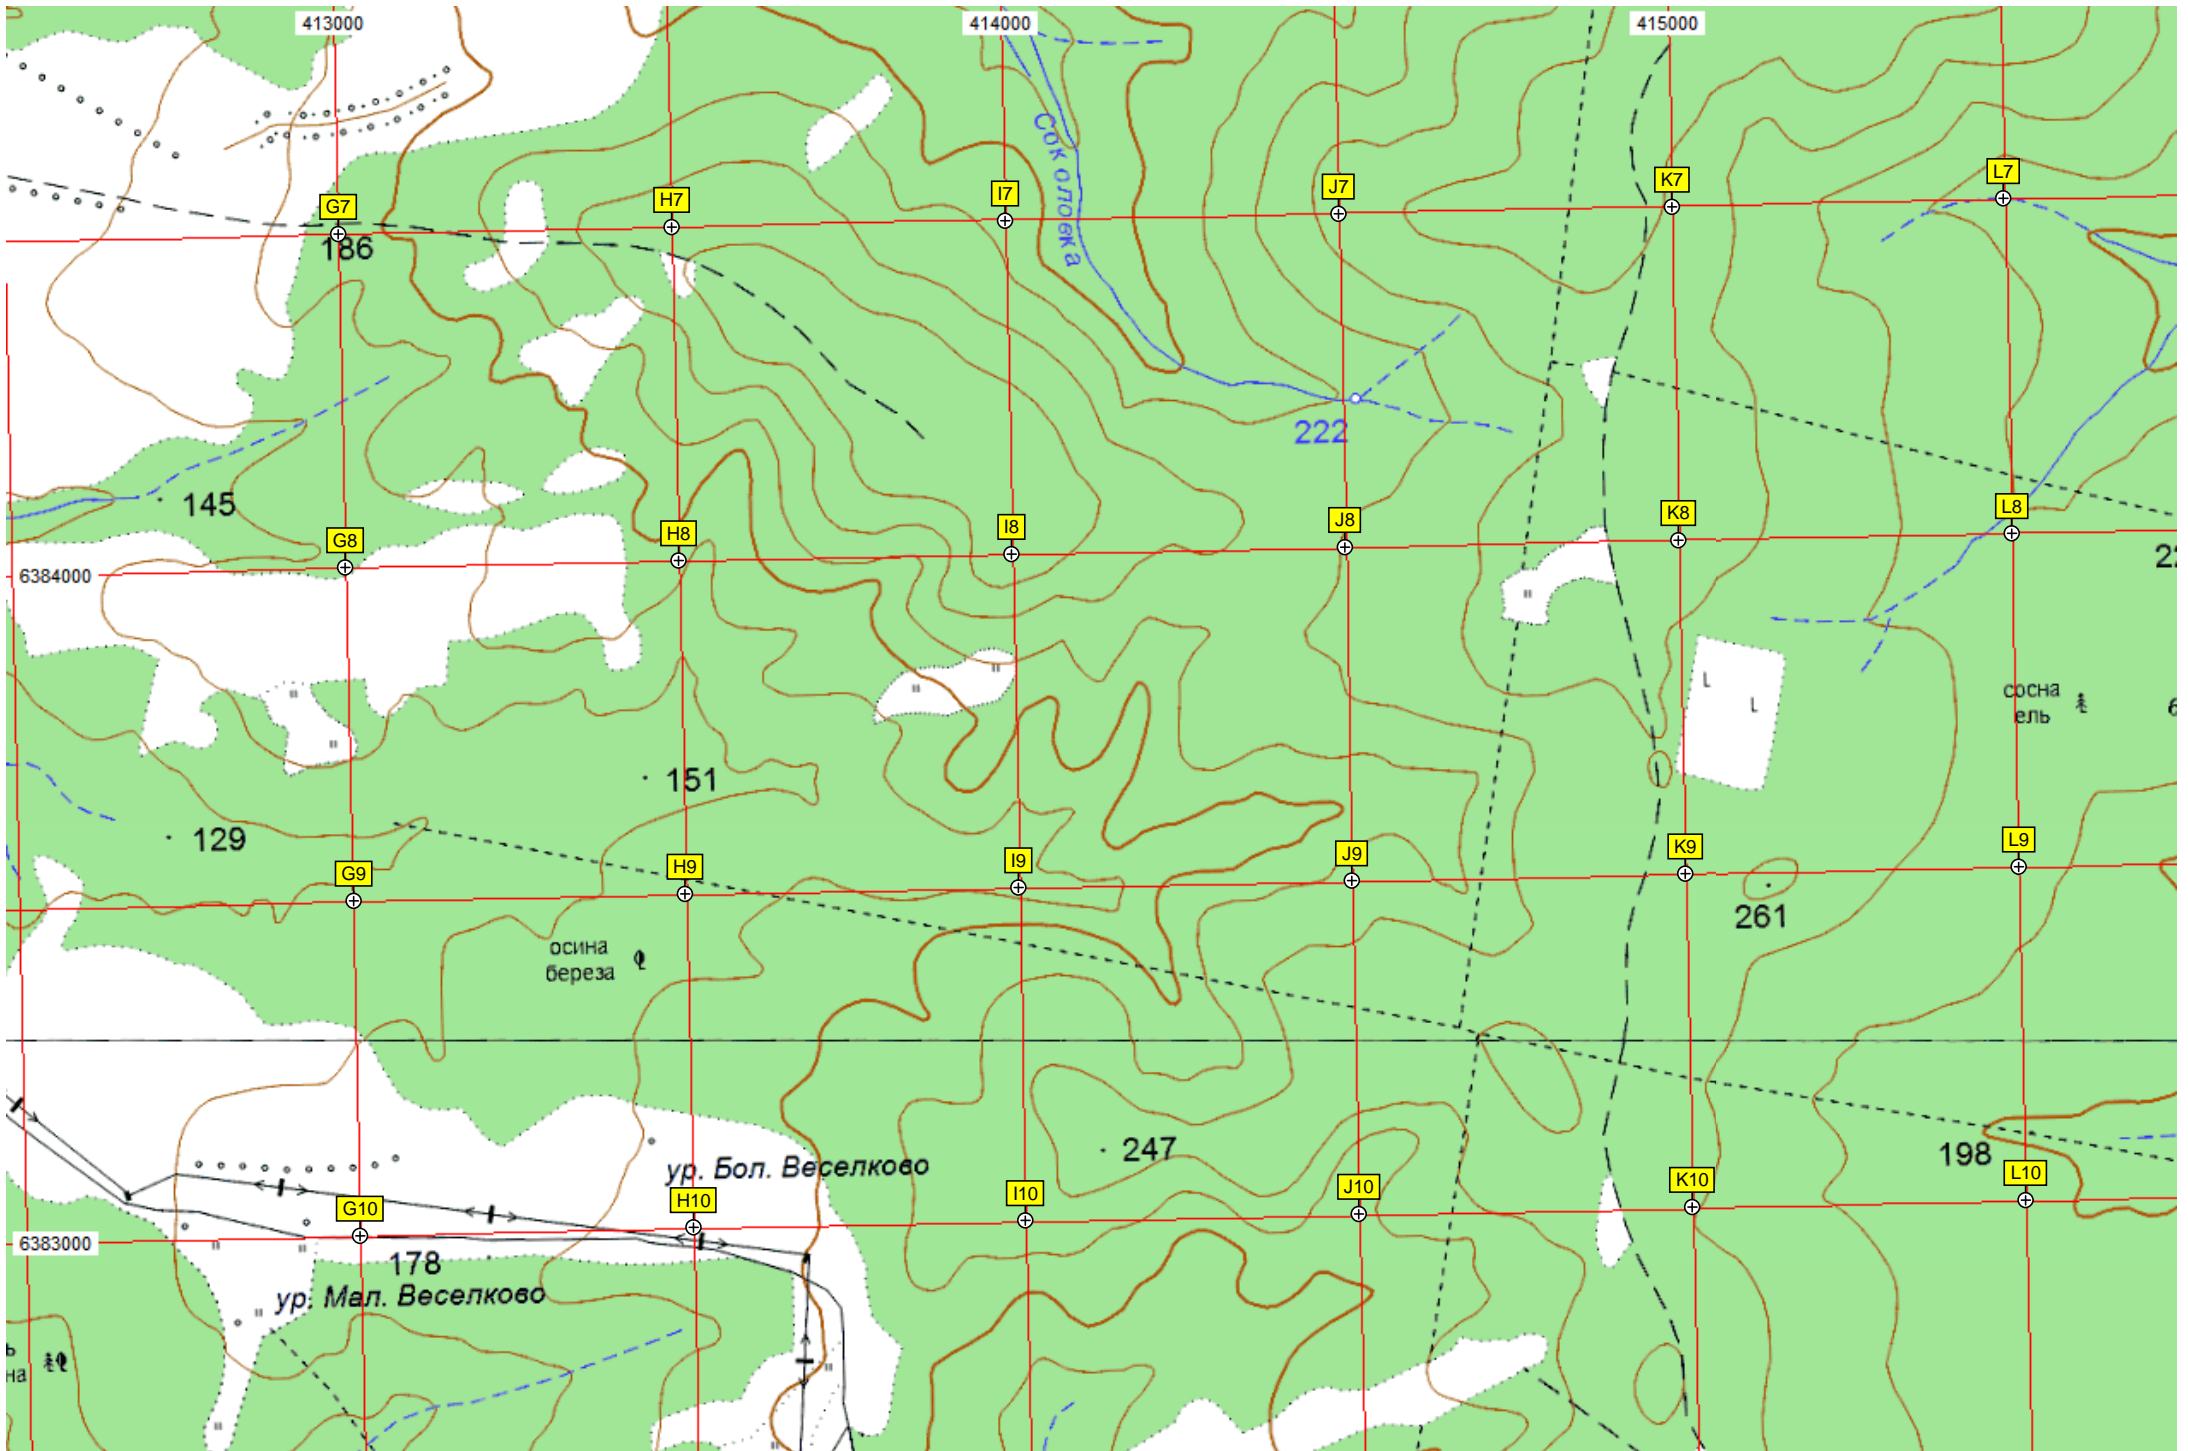 413000
414000
415000
Соколовка
G7
H7
I7
J7
K7
L7
186
222
145
G8
H8
I8
J8
K8
L8
6384000
сосна
ель
151
129
G9
H9
I9
J9
K9
L9
261
осина
береза
247
198
ур. Бол. Веселково
G10
H10
I10
J10
K10
L10
6383000
178
ур. Мал. Веселково